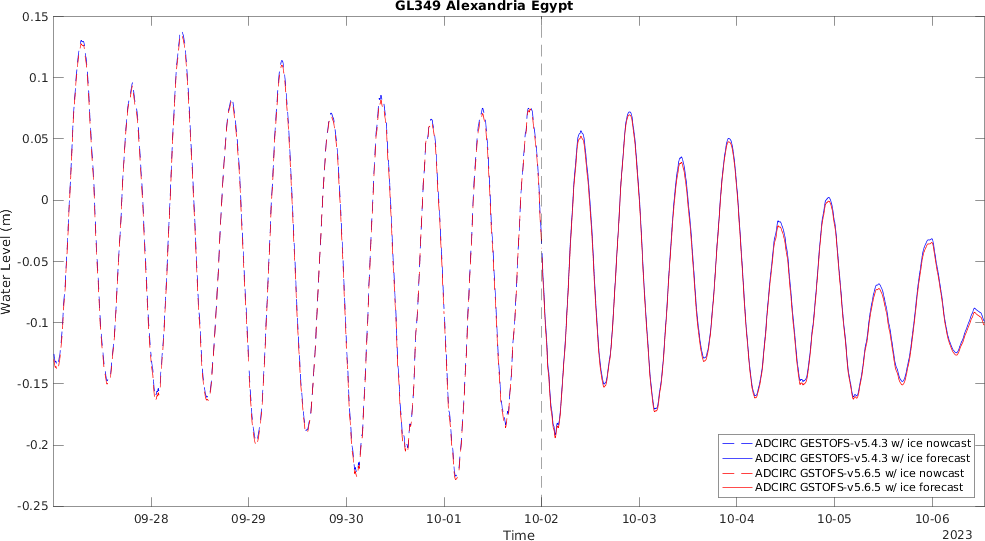 GL349 Alexandria Egypt
0.15
0.1
0.05
0
-0.05
-0.1
-0.15
-0.2
-0.25
Water Level (m)
ADCIRC GESTOFS-v5.4.3 w/ ice nowcast
ADCIRC GESTOFS-v5.4.3 w/ ice forecast
ADCIRC GSTOFS-v5.6.5 w/ ice nowcast
ADCIRC GSTOFS-v5.6.5 w/ ice forecast
09-28 09-29 09-30 10-01 10-02 10-03 10-04 10-05 10-06
Time
2023